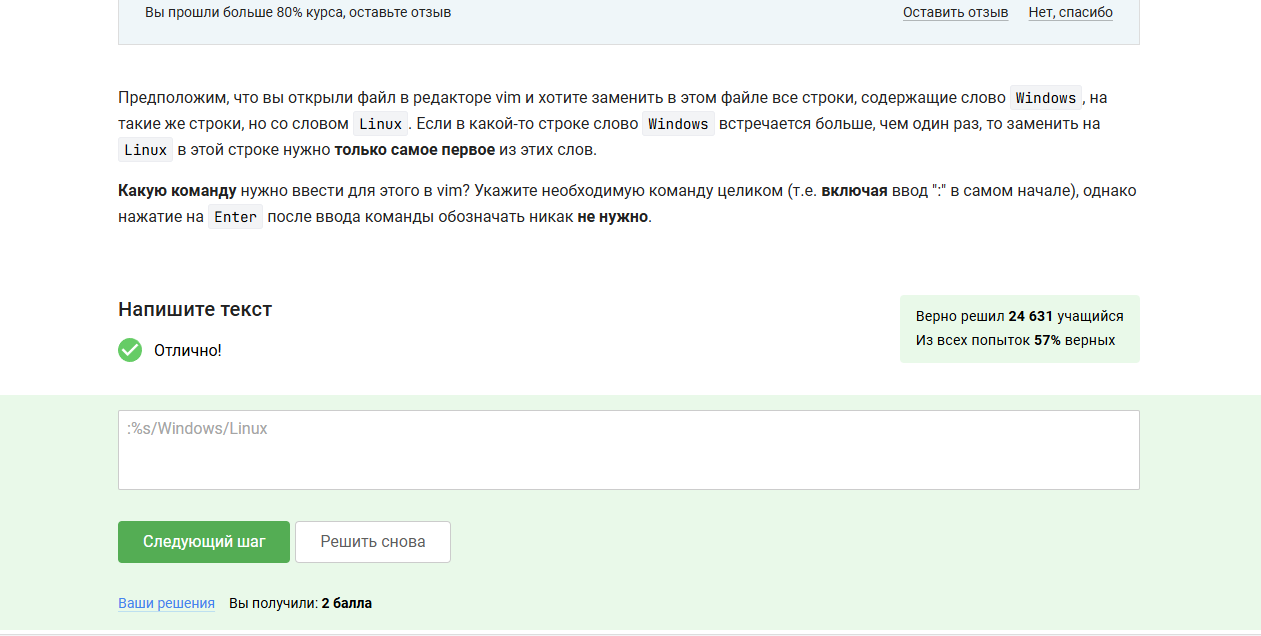 Вы прошли больше 80% курса, оставьте отзыв Оставить отзыв Нет, спасибо
Предположим, что вы открыли файл в редакторе vim и хотите заменить в этом файле все строки, содержащие слово Windows, на
такие же строки, но со словом Linux. Если в какой-то строке слово Windows встречается больше, чем один раз, то заменить на
Linux в этой строке нужно только самое первое из этих слов.
Какую команду нужно ввести для этого в vim? Укажите необходимую команду целиком (т.е. включая ввод ":" в самом начале), однако
нажатие на Enter после ввода команды обозначать никак не нужно.
Напишите текст
Верно решил 24 631 учащийся
Из всех попыток 57% верных
Отлично!
:%s/Windows/Linux
Следующий шаг Решить снова
Ваши решения Вы получили: 2 балла